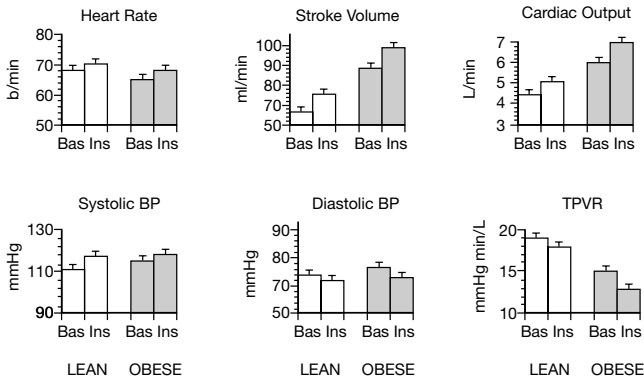 Heart Rate
b/min
80
70
60
50
Bas Ins Bas Ins
Stroke Volume
ml/min
100
90
80
70
60
50
Bas Ins Bas Ins
Cardiac Output
L/min
7
6
5
4
3
Bas Ins Bas Ins
Systolic BP
mmHg
130
110
90
Bas Ins Bas Ins
LEAN OBESE
Diastolic BP
mmHg
90
80
70
50
Bas Ins Bas Ins
LEAN OBESE
TPVR
mmHg min/L
20
15
10
Bas Ins Bas Ins
LEAN OBESE